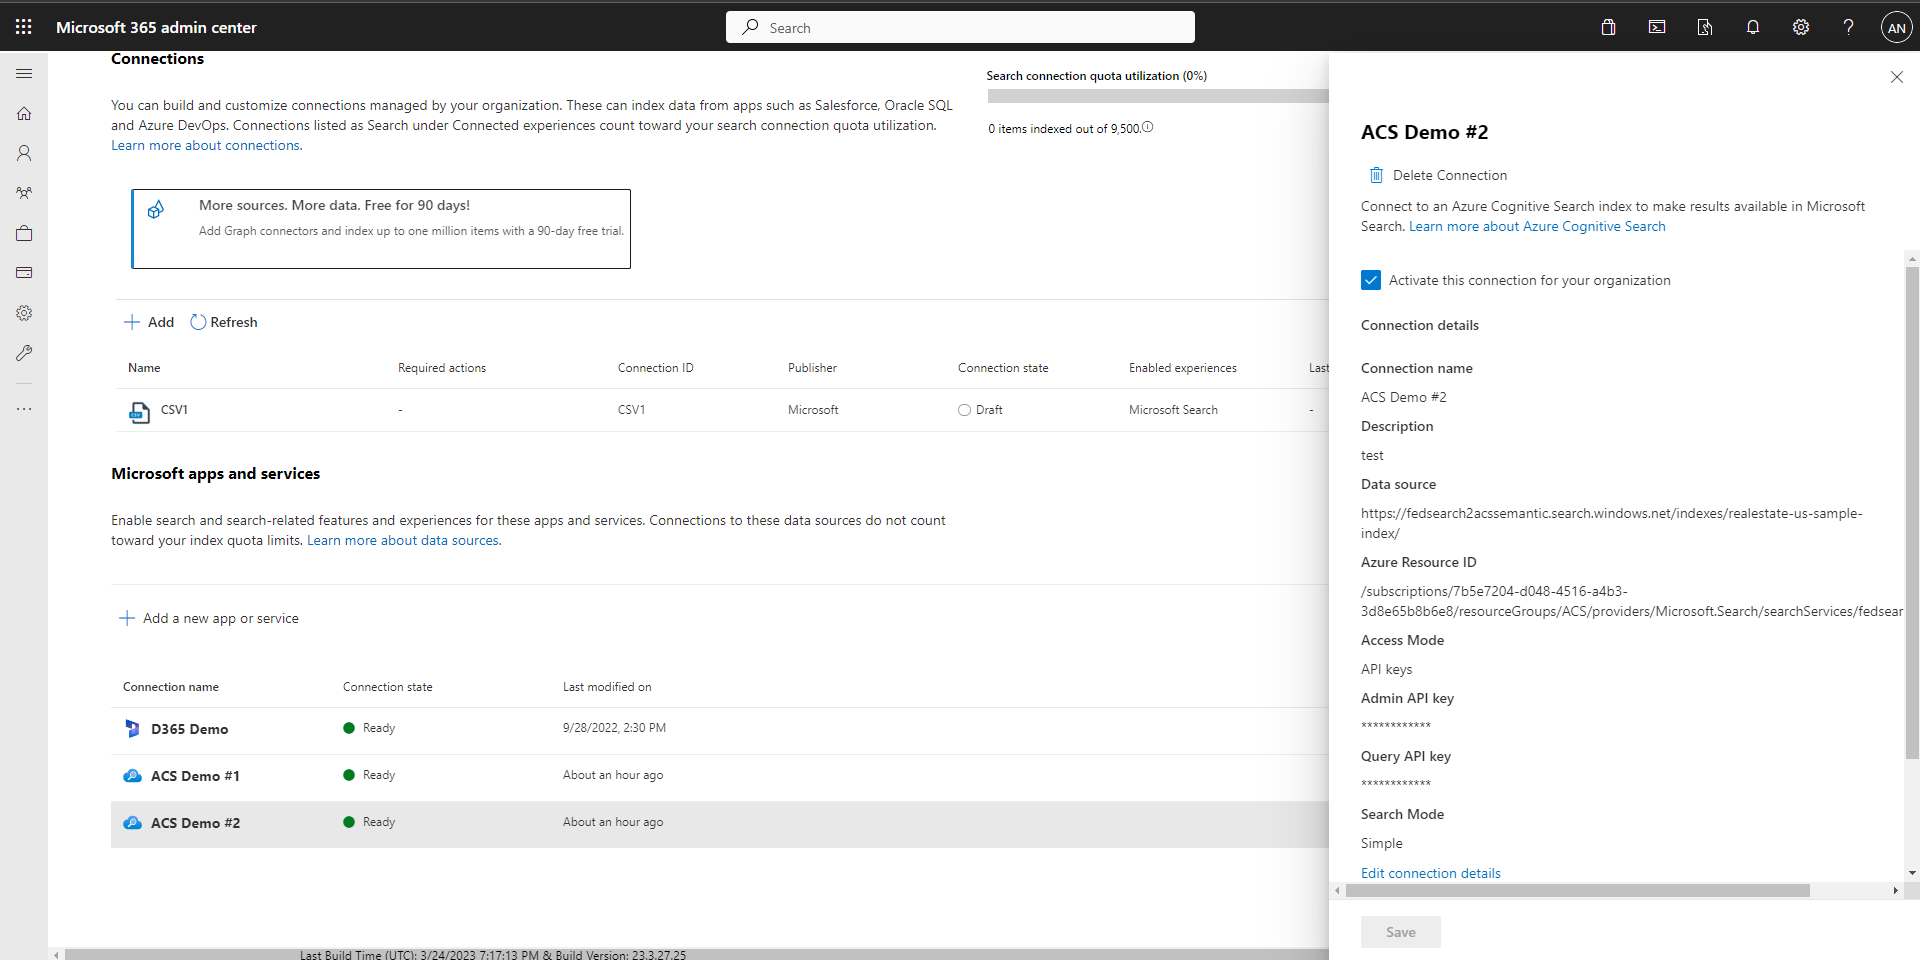 Microsoft 365 admin center
Search
AN
Connections
You can build and customize connections managed by your organization. These can index data from apps such as Salesforce, Oracle SQL
and Azure DevOps. Connections listed as Search under Connected experiences count toward your search connection quota utilization.
Learn more about connections.
Search connection quota utilization (0%)
0 items indexed out of 9,500.
More sources. More data. Free for 90 days!
Add Graph connectors and index up to one million items with a 90-day free trial.
Add Refresh
Name Required actions Connection ID Publisher Connection state Enabled experiences Last
CSV1 - CSV1 Microsoft Draft Microsoft Search -
Microsoft apps and services
Enable search and search-related features and experiences for these apps and services. Connections to these data sources do not count
toward your index quota limits. Learn more about data sources.
Add a new app or service
Connection name Connection state Last modified on
D365 Demo Ready 9/28/2022, 2:30 PM
ACS Demo #1 Ready About an hour ago
ACS Demo #2 Ready About an hour ago
Last Build Time (UTC): 3/24/2023 7:17:13 PM & Build Version: 23.3.27.25
ACS Demo #2
Delete Connection
Connect to an Azure Cognitive Search index to make results available in Microsoft
Search. Learn more about Azure Cognitive Search
Activate this connection for your organization
Connection details
Connection name
ACS Demo #2
Description
test
Data source
https://fedsearch2acssemantic.search.windows.net/indexes/realestate-us-sample-
index/
Azure Resource ID
/subscriptions/7b5e7204-d048-4516-a4b3-
3d8e65b8b6e8/resourceGroups/ACS/providers/Microsoft.Search/searchServices/fedsear
Access Mode
API keys
Admin API key
************
Query API key
************
Search Mode
Simple
Edit connection details
Save